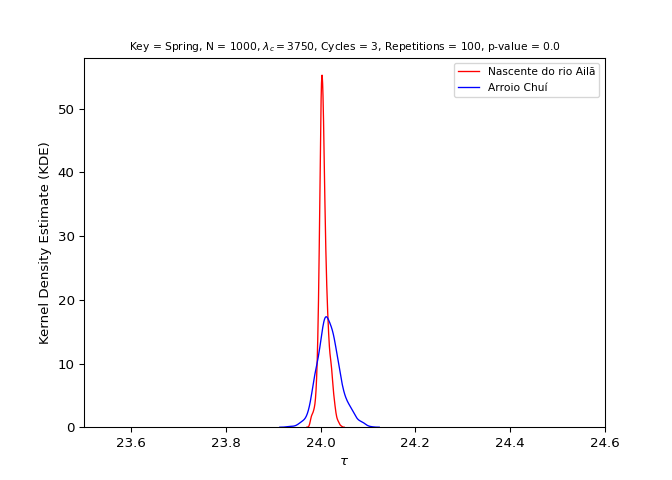 Key = Spring, N = 1000, λc = 3750, Cycles = 3, Repetitions = 100, p-value = 0.0
Nascente do rio Ailã
Arroio Chuí
Kernel Density Estimate (KDE)
50
40
30
20
10
0
23.6 23.8 24.0 24.2 24.4 24.6
τ